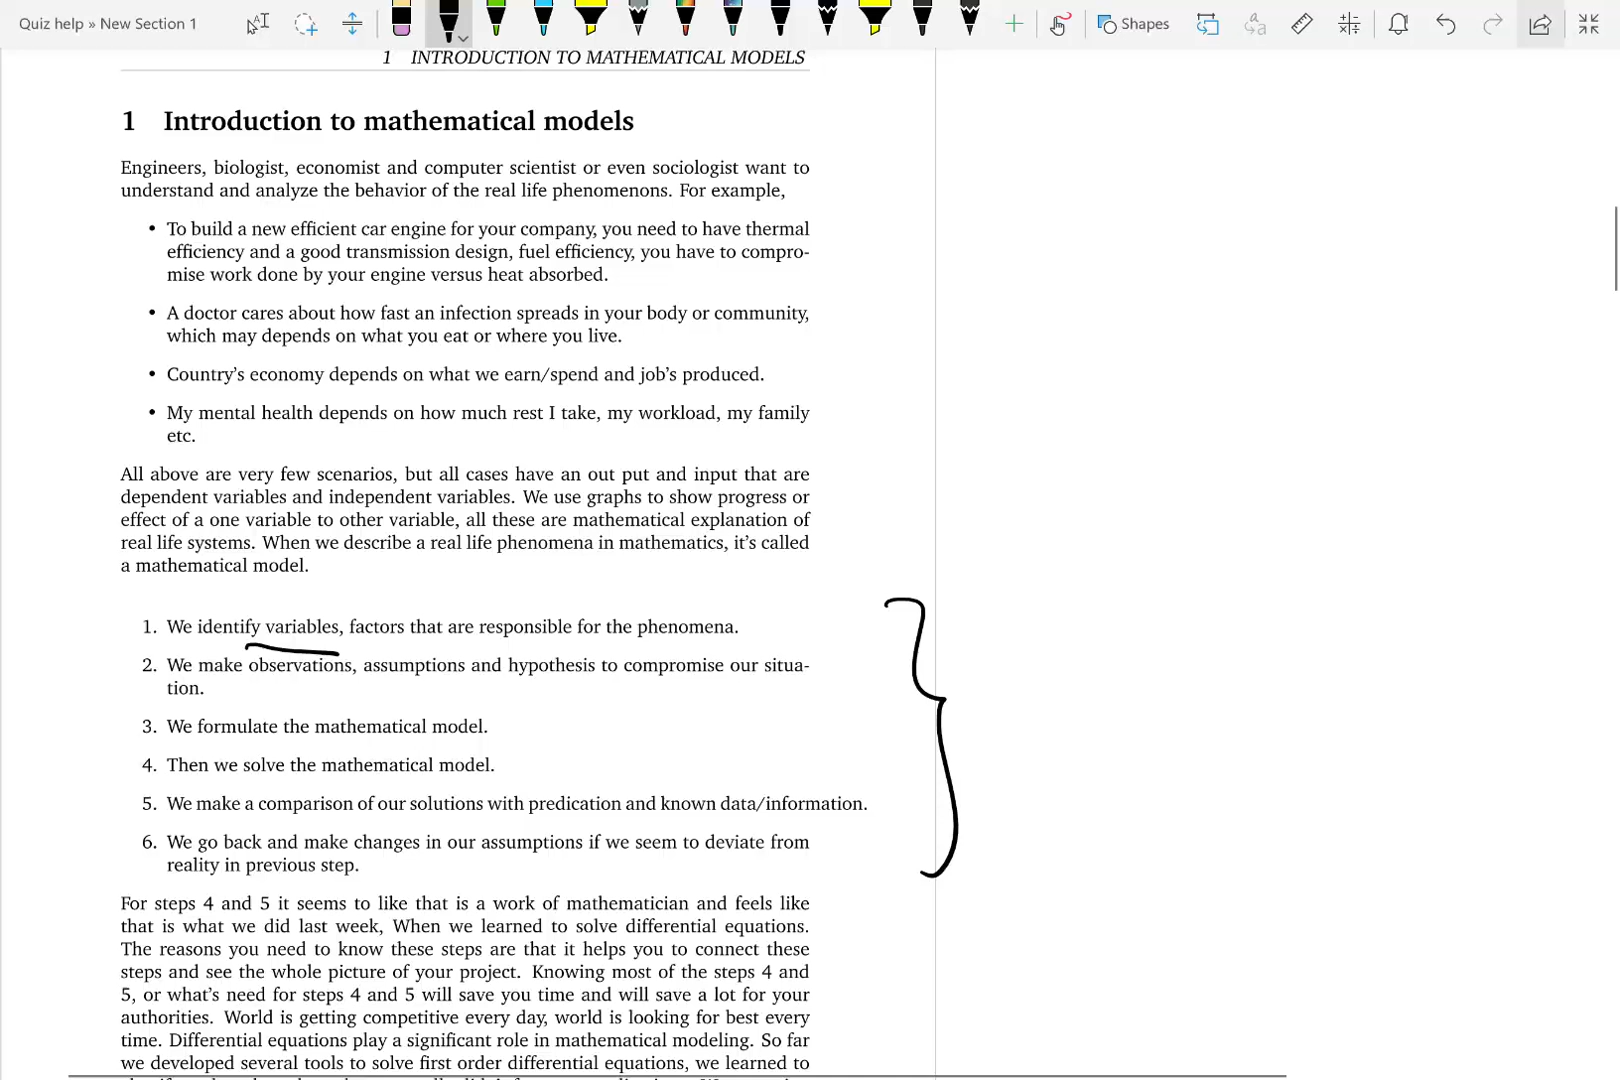 Quiz help » New Section 1
Shapes
1 INTRODUCTION TO MATHEMATICAL MODELS
1 Introduction to mathematical models
Engineers, biologist, economist and computer scientist or even sociologist want to
understand and analyze the behavior of the real life phenomenons. For example,
• To build a new efficient car engine for your company, you need to have thermal
efficiency and a good transmission design, fuel efficiency, you have to compro-
mise work done by your engine versus heat absorbed.
• A doctor cares about how fast an infection spreads in your body or community,
which may depends on what you eat or where you live.
• Country's economy depends on what we earn/spend and job's produced.
• My mental health depends on how much rest I take, my workload, my family
etc.
All above are very few scenarios, but all cases have an out put and input that are
dependent variables and independent variables. We use graphs to show progress or
effect of a one variable to other variable, all these are mathematical explanation of
real life systems. When we describe a real life phenomena in mathematics, it's called
a mathematical model.
1. We identify variables, factors that are responsible for the phenomena.
2. We make observations, assumptions and hypothesis to compromise our situa-
tion.
3. We formulate the mathematical model.
4. Then we solve the mathematical model.
5. We make a comparison of our solutions with predication and known data/information.
6. We go back and make changes in our assumptions if we seem to deviate from
reality in previous step.
For steps 4 and 5 it seems to like that is a work of mathematician and feels like
that is what we did last week, When we learned to solve differential equations.
The reasons you need to know these steps are that it helps you to connect these
steps and see the whole picture of your project. Knowing most of the steps 4 and
5, or what's need for steps 4 and 5 will save you time and will save a lot for your
authorities. World is getting competitive every day, world is looking for best every
time. Differential equations play a significant role in mathematical modeling. So far
we developed several tools to solve first order differential equations, we learned to